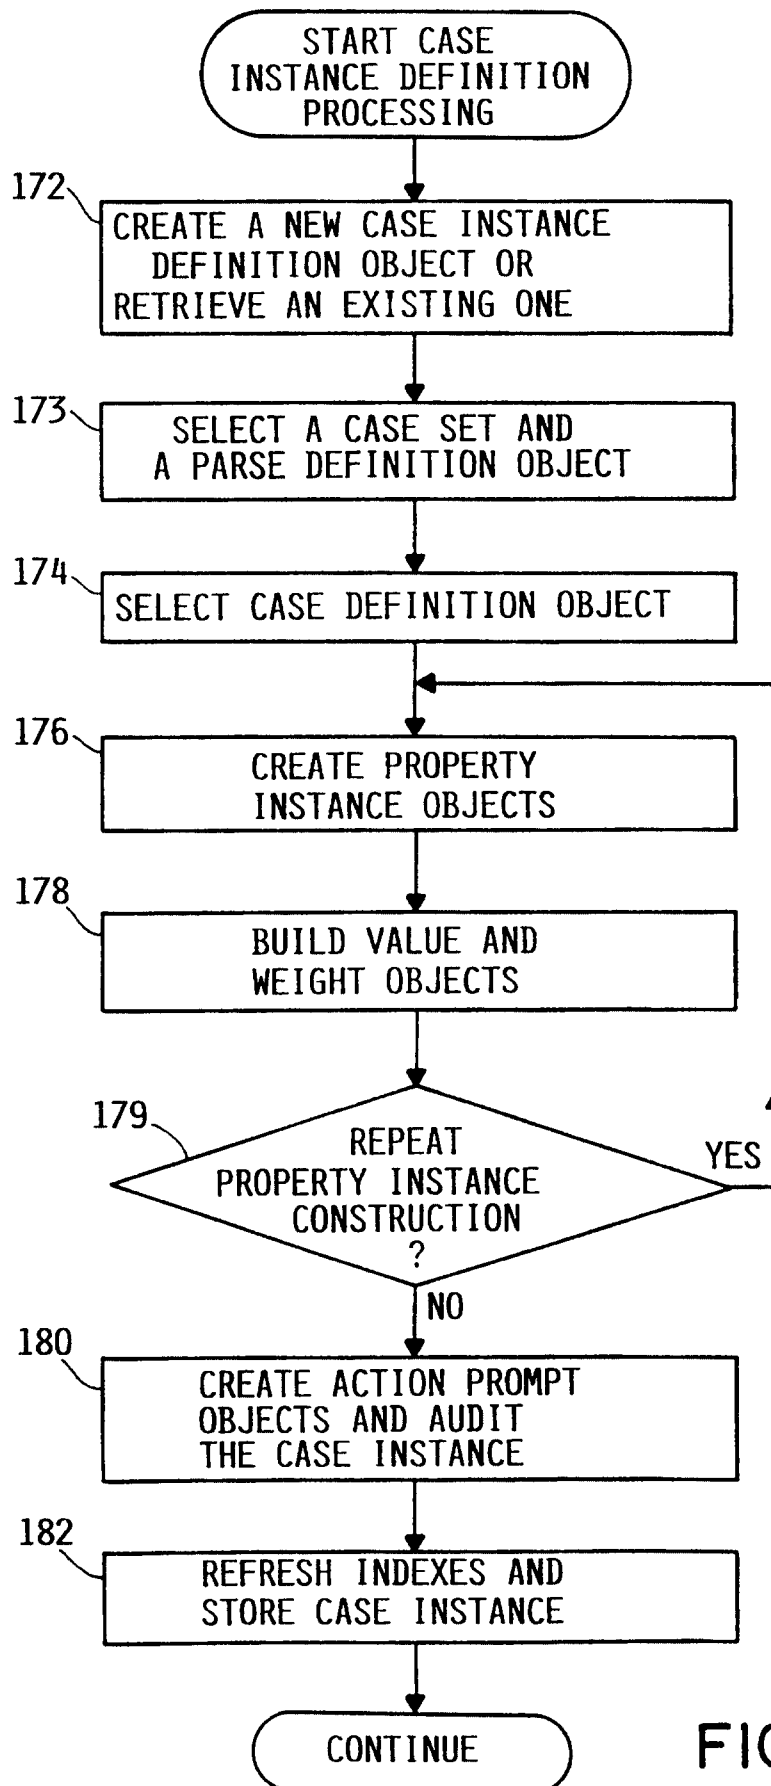 START CASE
INSTANCE DEFINITION
PROCESSING
172
CREATE A NEW CASE INSTANCE
DEFINITION OBJECT OR
RETRIEVE AN EXISTING ONE
173
SELECT A CASE SET AND
A PARSE DEFINITION OBJECT
174
SELECT CASE DEFINITION OBJECT
176
CREATE PROPERTY
INSTANCE OBJECTS
178
BUILD VALUE AND
WEIGHT OBJECTS
179
REPEAT
PROPERTY INSTANCE
CONSTRUCTION
?
YES
NO
180
CREATE ACTION PROMPT
OBJECTS AND AUDIT
THE CASE INSTANCE
182
REFRESH INDEXES AND
STORE CASE INSTANCE
CONTINUE